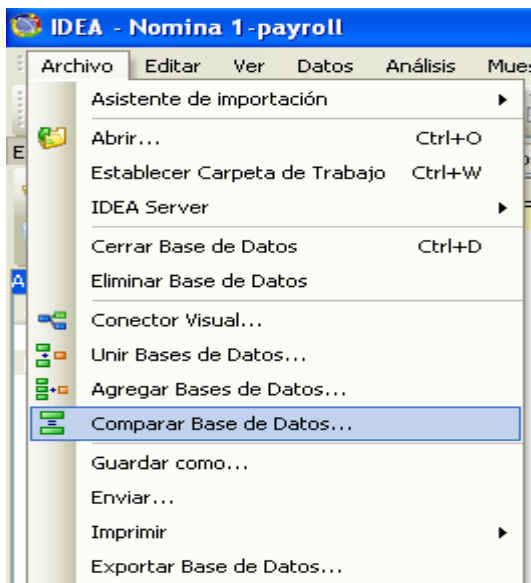 IDEA - Nomina 1-payroll
Archivo Editar Ver Datos Análisis Mues
Asistente de importación
Abrir... Ctrl+O
Establecer Carpeta de Trabajo Ctrl+W
IDEA Server
Cerrar Base de Datos Ctrl+D
Eliminar Base de Datos
Conector Visual...
Unir Bases de Datos...
Agregar Bases de Datos...
Comparar Base de Datos...
Guardar como...
Enviar...
Imprimir
Exportar Base de Datos...